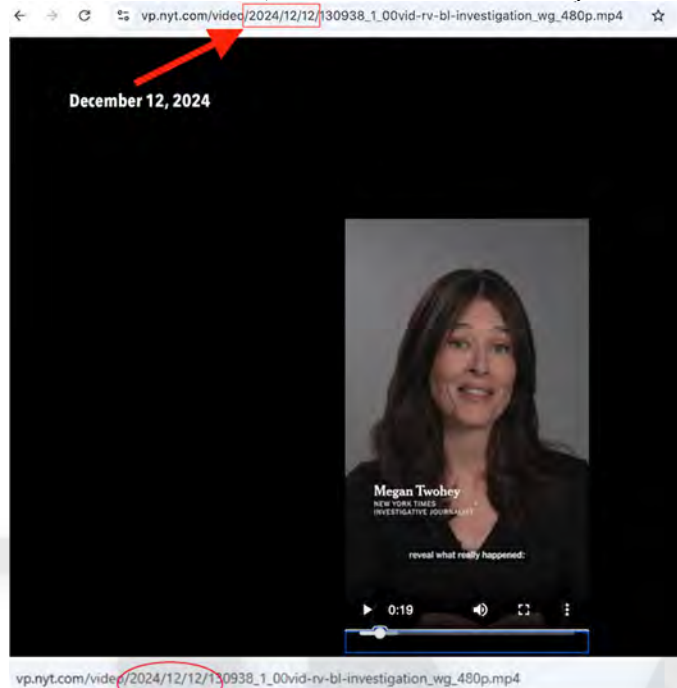 vp.nyt.com/video/2024/12/12/130938_1_00vid-rv-bl-investigation_wg_480p.mp4
December 12, 2024
Megan Twohey
NEW YORK TIMES
INVESTIGATIVE JOURNALIST
reveal what really happened:
0:19
vp.nyt.com/video/2024/12/12/130938_1_00vid-rv-bl-investigation_wg_480p.mp4